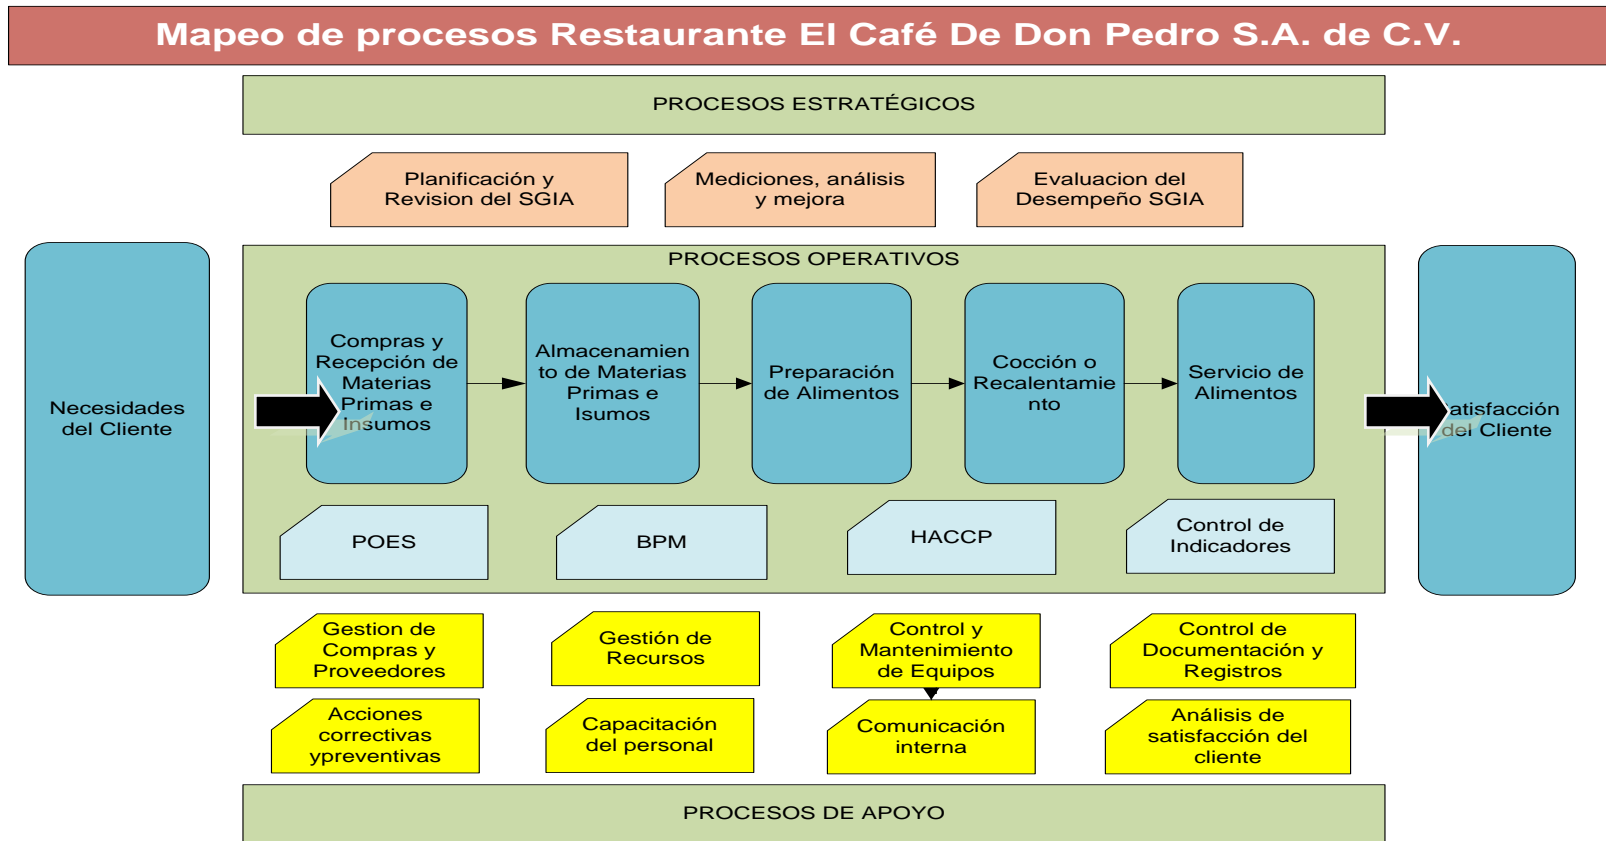 Mapeo de procesos Restaurante El Café De Don Pedro S.A. de C.V.
PROCESOS ESTRATÉGICOS
Planificación y
Revision del SGIA
Mediciones, análisis
y mejora
Evaluacion del
Desempeño SGIA
PROCESOS OPERATIVOS
Necesidades
del Cliente
Compras y
Recepción de
Materias
Primas e
Insumos
Almacenamien
to de Materias
Primas e
Isumos
Preparación
de Alimentos
Cocción o
Recalentamie
nto
Servicio de
Alimentos
Satisfacción
del Cliente
POES
BPM
HACCP
Control de
Indicadores
Gestion de
Compras y
Proveedores
Gestión de
Recursos
Control y
Mantenimiento
de Equipos
Control de
Documentación y
Registros
Acciones
correctivas
ypreventivas
Capacitación
del personal
Comunicación
interna
Análisis de
satisfacción del
cliente
PROCESOS DE APOYO